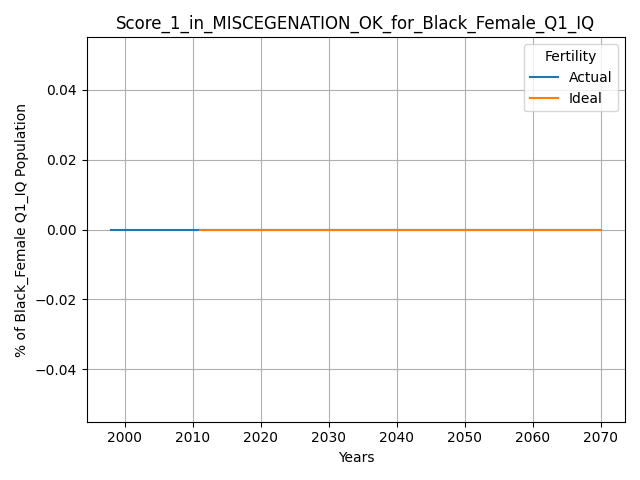 Score_1_in_MISCEGENATION_OK_for_Black_Female_Q1_IQ
Fertility
Actual
Ideal
% of Black_Female Q1_IQ Population
0.04
0.02
0.00
−0.02
−0.04
2000 2010 2020 2030 2040 2050 2060 2070
Years